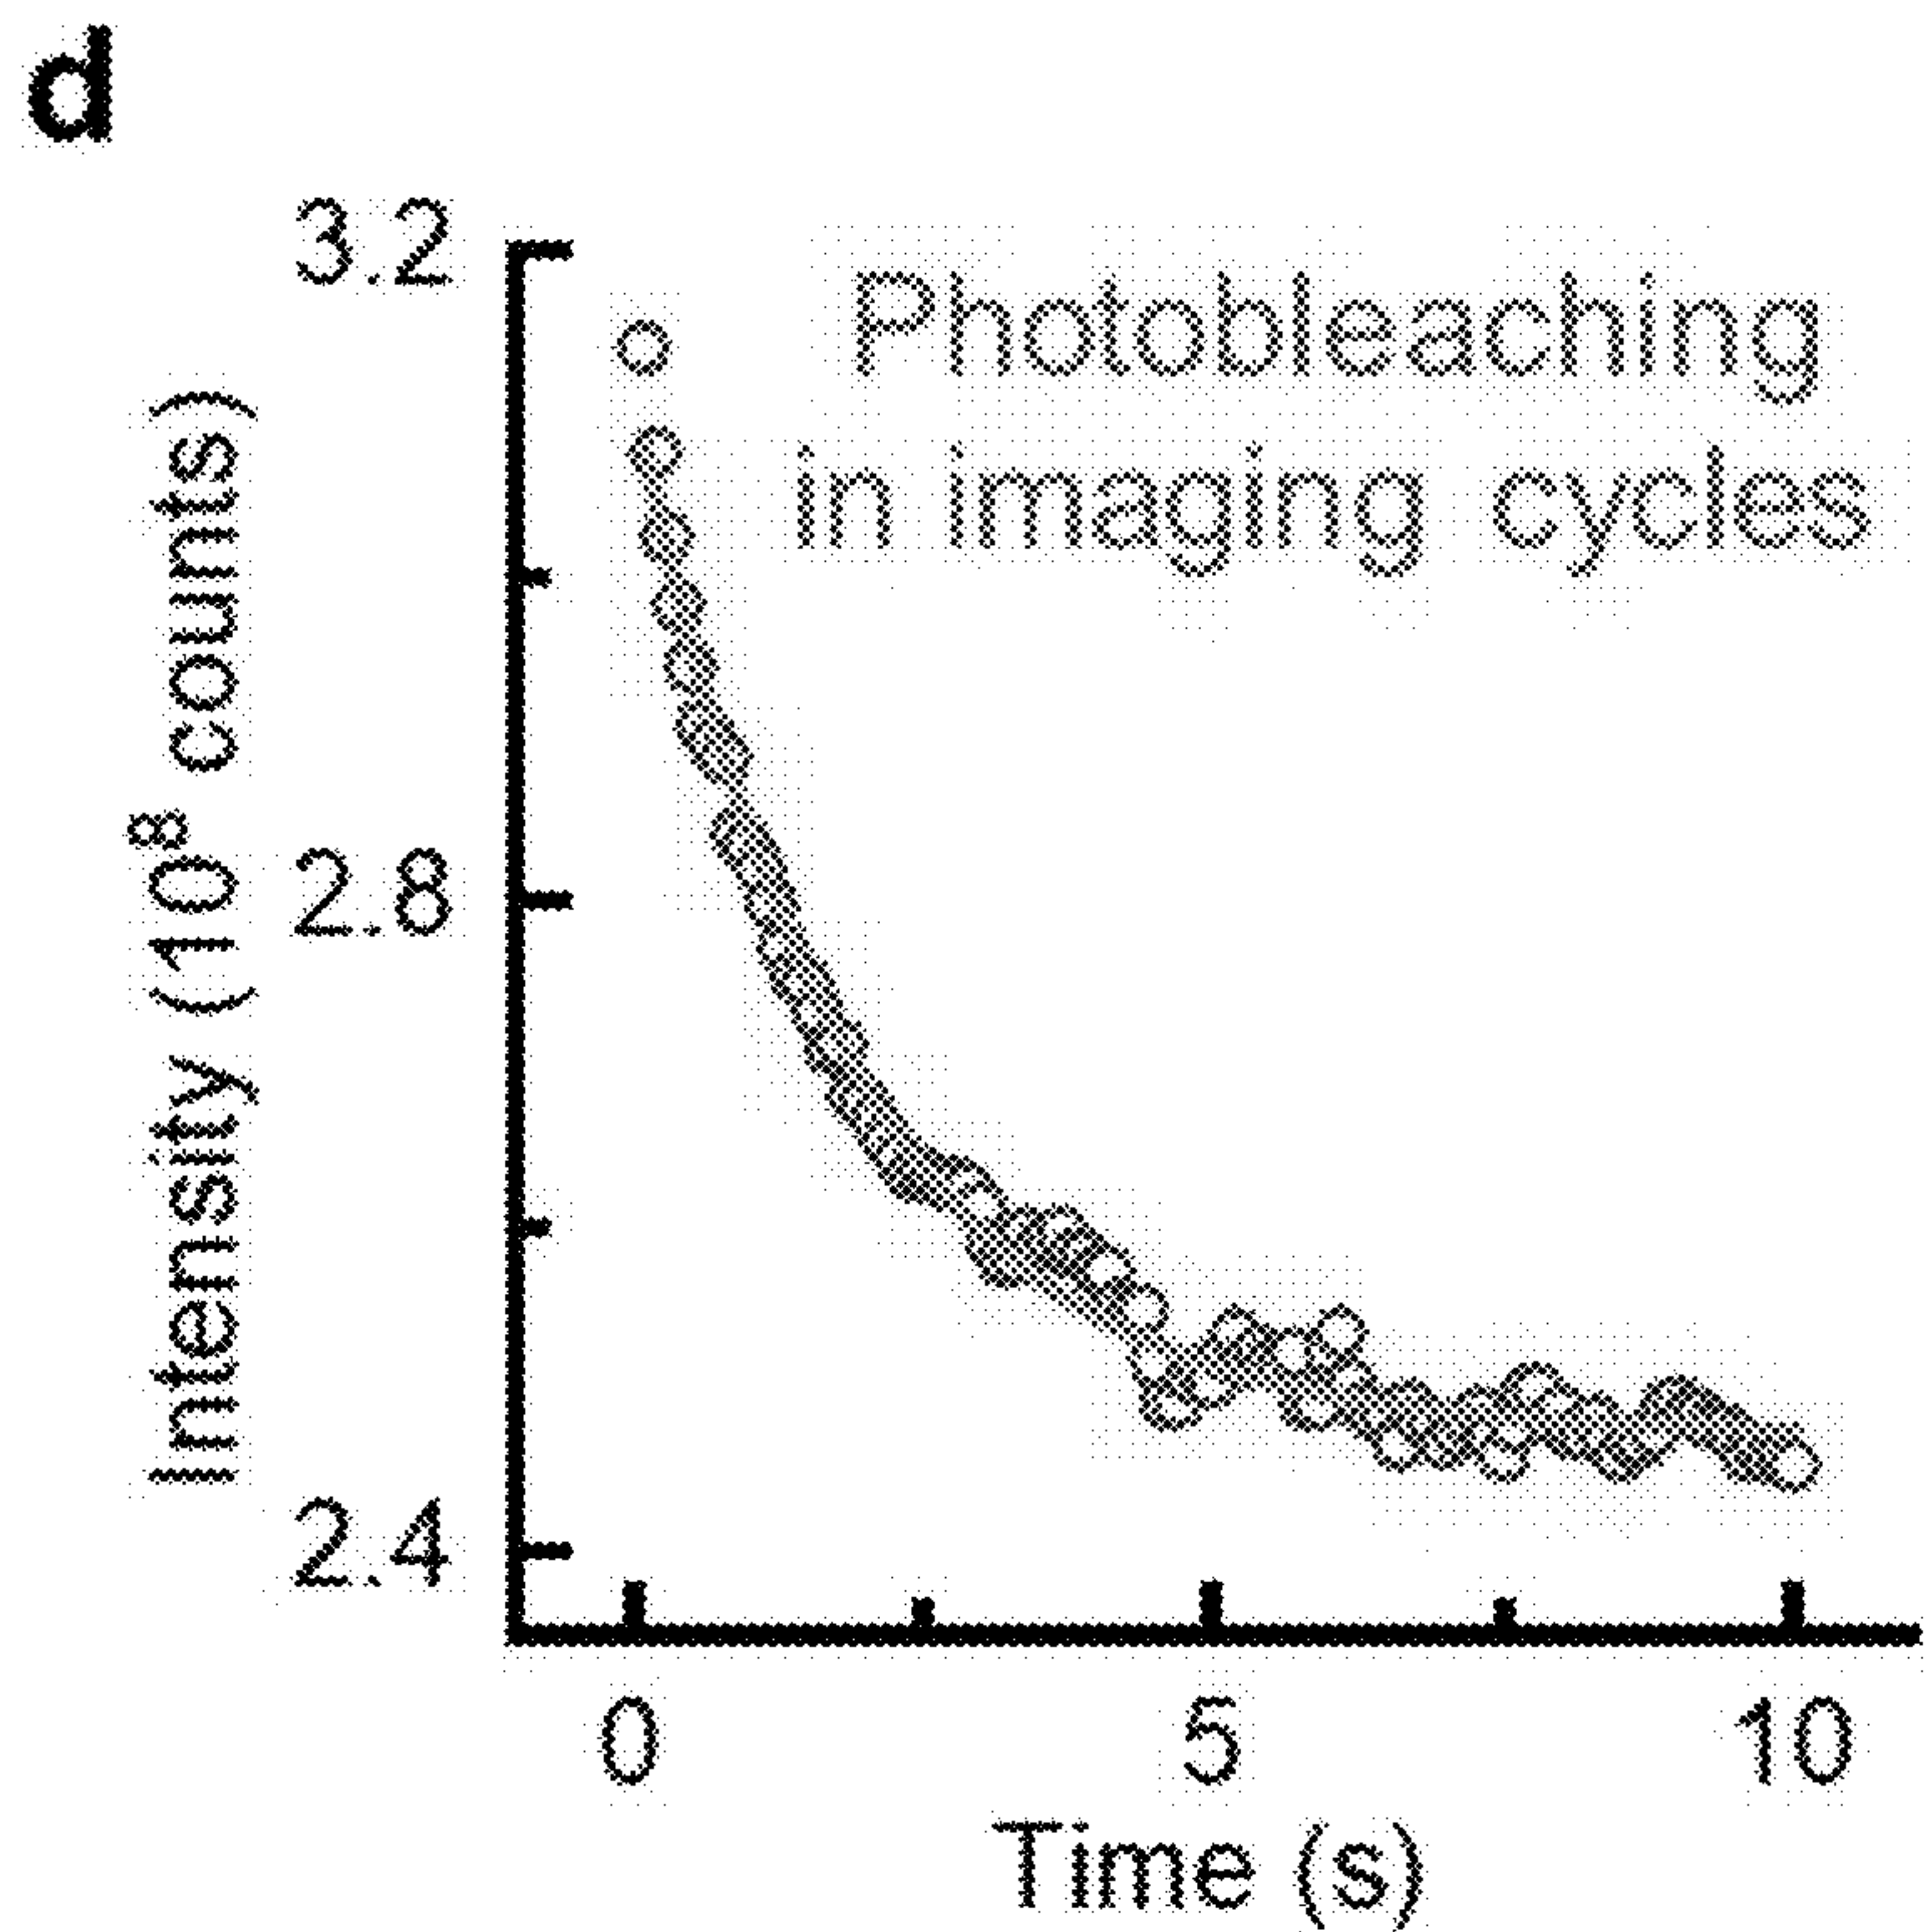 d
3.2
Photobleaching
in imaging cycles
Intensity (10⁸ counts)
2.8
2.4
0 5 10
Time (s)